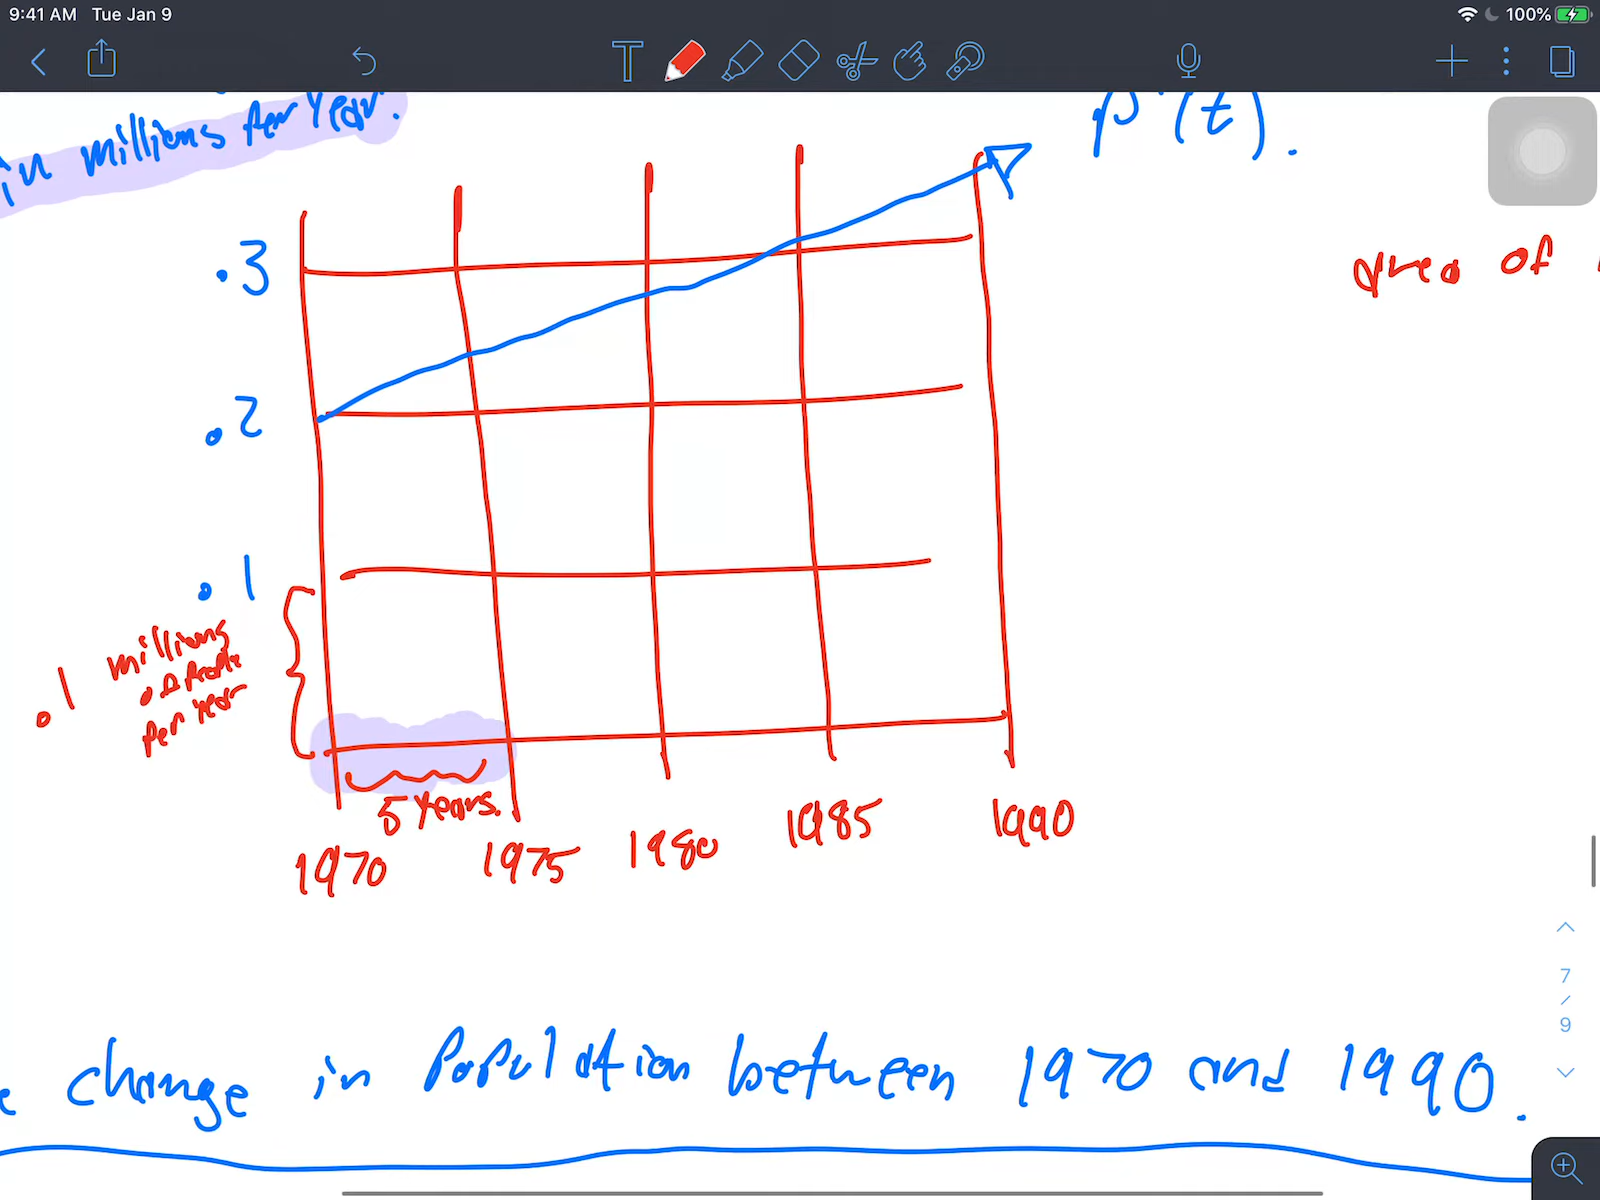 9:41 AM Tue Jan 9
100%
T
in millions Per Year.
P'(t).
.3
area of
.2
.1
.1 millions
of People
Per Year
5 Years.
1970
1975
1980
1985
1990
7
/
9
change in Population between 1970 and 1990.